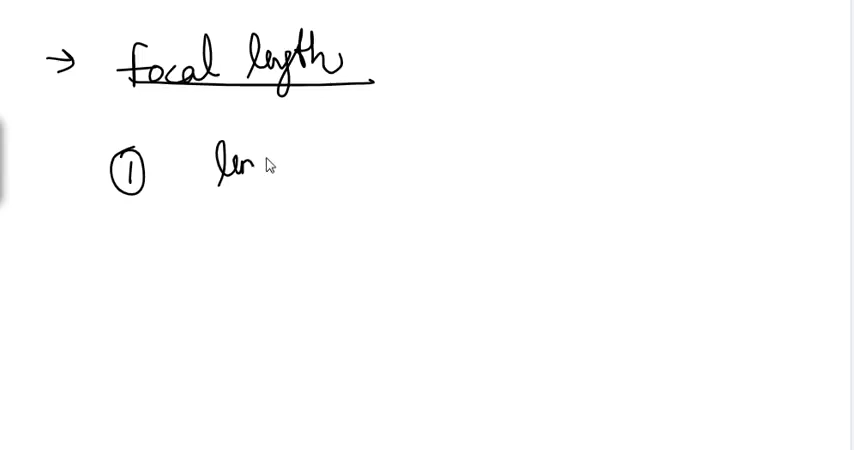 → focal length
① len